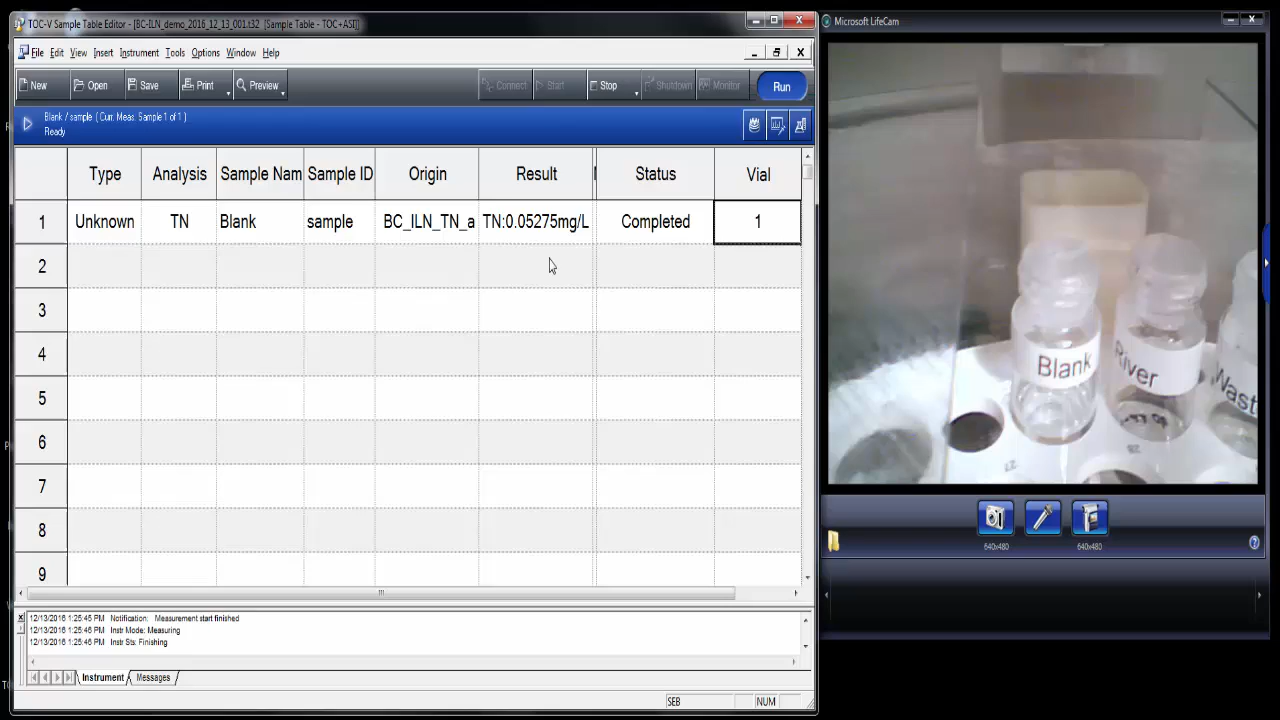 TOC-V Sample Table Editor - [BC-ILN_demo_2016_12_13_001.t32 [Sample Table - TOC+ASI]]
File Edit View Insert Instrument Tools Options Window Help
New Open Save Print Preview Connect Start Stop Shutdown Monitor Run
Blank / sample ( Curr. Meas. Sample 1 of 1 )
Ready
Type Analysis Sample Nam Sample ID Origin Result Status Vial
1 Unknown TN Blank sample BC_ILN_TN_a TN:0.05275mg/L Completed 1
2
3
4
5
6
7
8
9
12/13/2016 1:25:45 PM Notification: Measurement start finished
12/13/2016 1:25:46 PM Instr Mode: Measuring
12/13/2016 1:25:46 PM Instr Sts: Finishing
Instrument Messages
SEB NUM
Microsoft LifeCam
Blank
River
Wast
640x480 640x480